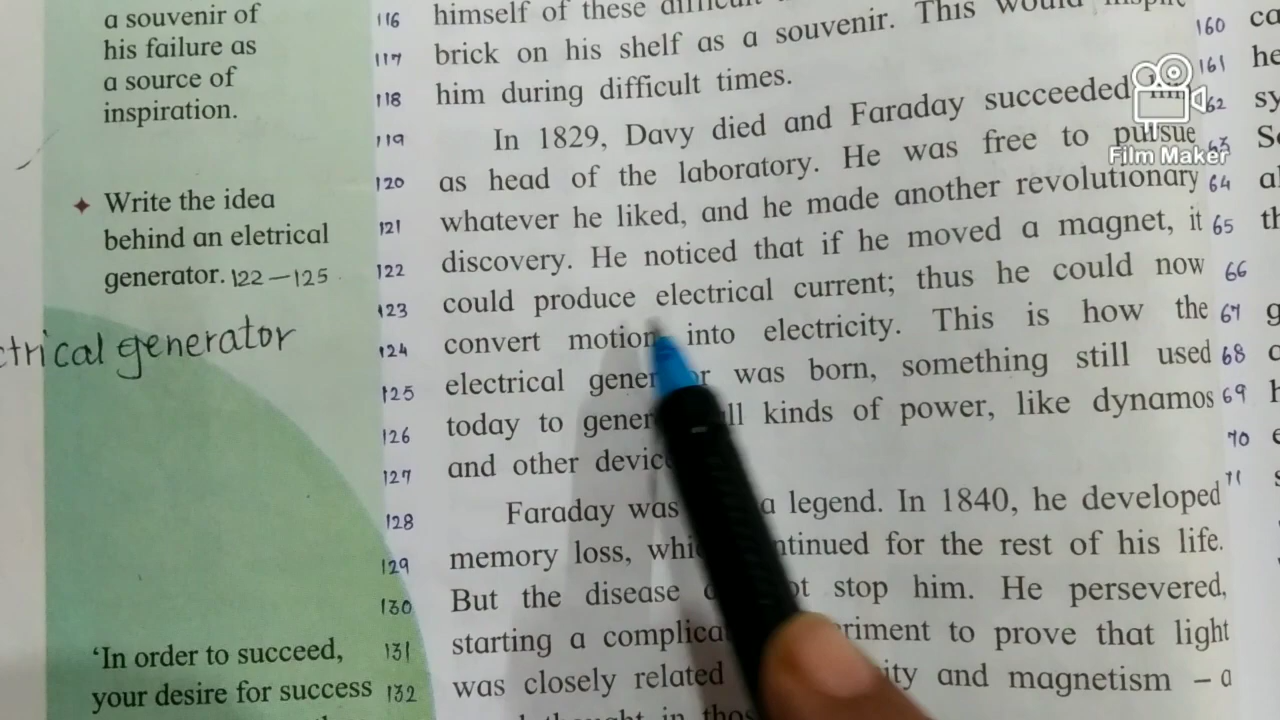 a souvenir of
his failure as
a source of
inspiration.
Write the idea
behind an eletrical
generator. 122-125
ctrical generator
'In order to succeed,
your desire for success
116 himself of these
117 brick on his shelf as a souvenir. This would
118 him during difficult times.
119 In 1829, Davy died and Faraday succeeded
120 as head of the laboratory. He was free to pursue
121 whatever he liked, and he made another revolutionary
122 discovery. He noticed that if he moved a magnet, it
123 could produce electrical current; thus he could now
124 convert motion into electricity. This is how the
125 electrical gener r was born, something still used
126 today to gener ll kinds of power, like dynamos
127 and other devic
128 Faraday was a legend. In 1840, he developed
129 memory loss, whi ntinued for the rest of his life.
130 But the disease ot stop him. He persevered,
131 starting a complica riment to prove that light
132 was closely related ity and magnetism – a
in thos
160
161 he
62 sy
63 S
64 al
65 th
66
67 g
68
69 h
70
71 s
Film Maker